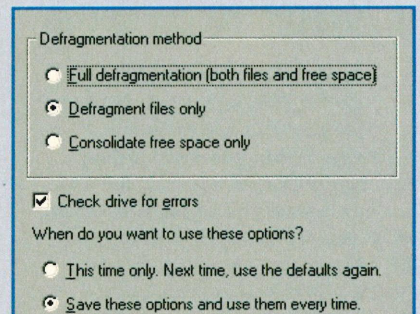 Defragmentation method
Full defragmentation (both files and free space)
Defragment files only
Consolidate free space only
Check drive for errors
When do you want to use these options?
This time only. Next time, use the defaults again.
Save these options and use them every time.